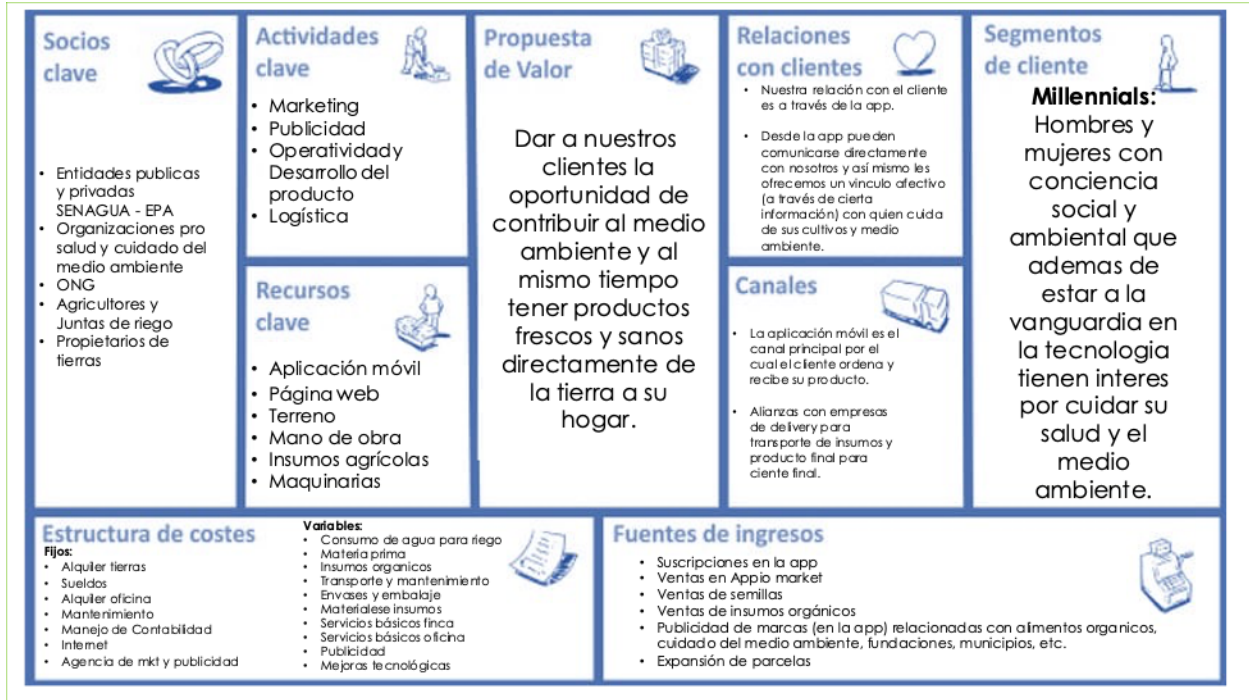 Socios
clave
• Entidades publicas
y privadas
SENAGUA - EPA
• Organizaciones pro
salud y cuidado del
medio ambiente
• ONG
• Agricultores y
Juntas de riego
• Propietarios de
tierras
Actividades
clave
• Marketing
• Publicidad
• Operatividad y
Desarrollo del
producto
• Logística
Recursos
clave
• Aplicación móvil
• Página web
• Terreno
• Mano de obra
• Insumos agrícolas
• Maquinarias
Propuesta
de Valor
Dar a nuestros
clientes la
oportunidad de
contribuir al medio
ambiente y al
mismo tiempo
tener productos
frescos y sanos
directamente de
la tierra a su
hogar.
Relaciones
con clientes
• Nuestra relación con el cliente
es a través de la app.
• Desde la app pueden
comunicarse directamente
con nosotros y así mismo les
ofrecemos un vinculo afectivo
(a través de cierta
información) con quien cuida
de sus cultivos y medio
ambiente.
Canales
• La aplicación móvil es el
canal principal por el
cual el cliente ordena y
recibe su producto.
• Alianzas con empresas
de delivery para
transporte de insumos y
producto final para
ciente final.
Segmentos
de cliente
Millennials:
Hombres y
mujeres con
conciencia
social y
ambiental que
ademas de
estar a la
vanguardia en
la tecnologia
tienen interes
por cuidar su
salud y el
medio
ambiente.
Estructura de costes
Fijos:
• Alquiler tierras
• Sueldos
• Alquiler oficina
• Mantenimiento
• Manejo de Contabilidad
• Internet
• Agencia de mkt y publicidad
Variables:
• Consumo de agua para riego
• Materia prima
• Insumos organicos
• Transporte y mantenimiento
• Envases y embalaje
• Materiales e insumos
• Servicios básicos finca
• Servicios básicos oficina
• Publicidad
• Mejoras tecnológicas
Fuentes de ingresos
• Suscripciones en la app
• Ventas en Appio market
• Ventas de semillas
• Ventas de insumos orgánicos
• Publicidad de marcas (en la app) relacionadas con alimentos organicos,
cuidado del medio ambiente, fundaciones, municipios, etc.
• Expansión de parcelas